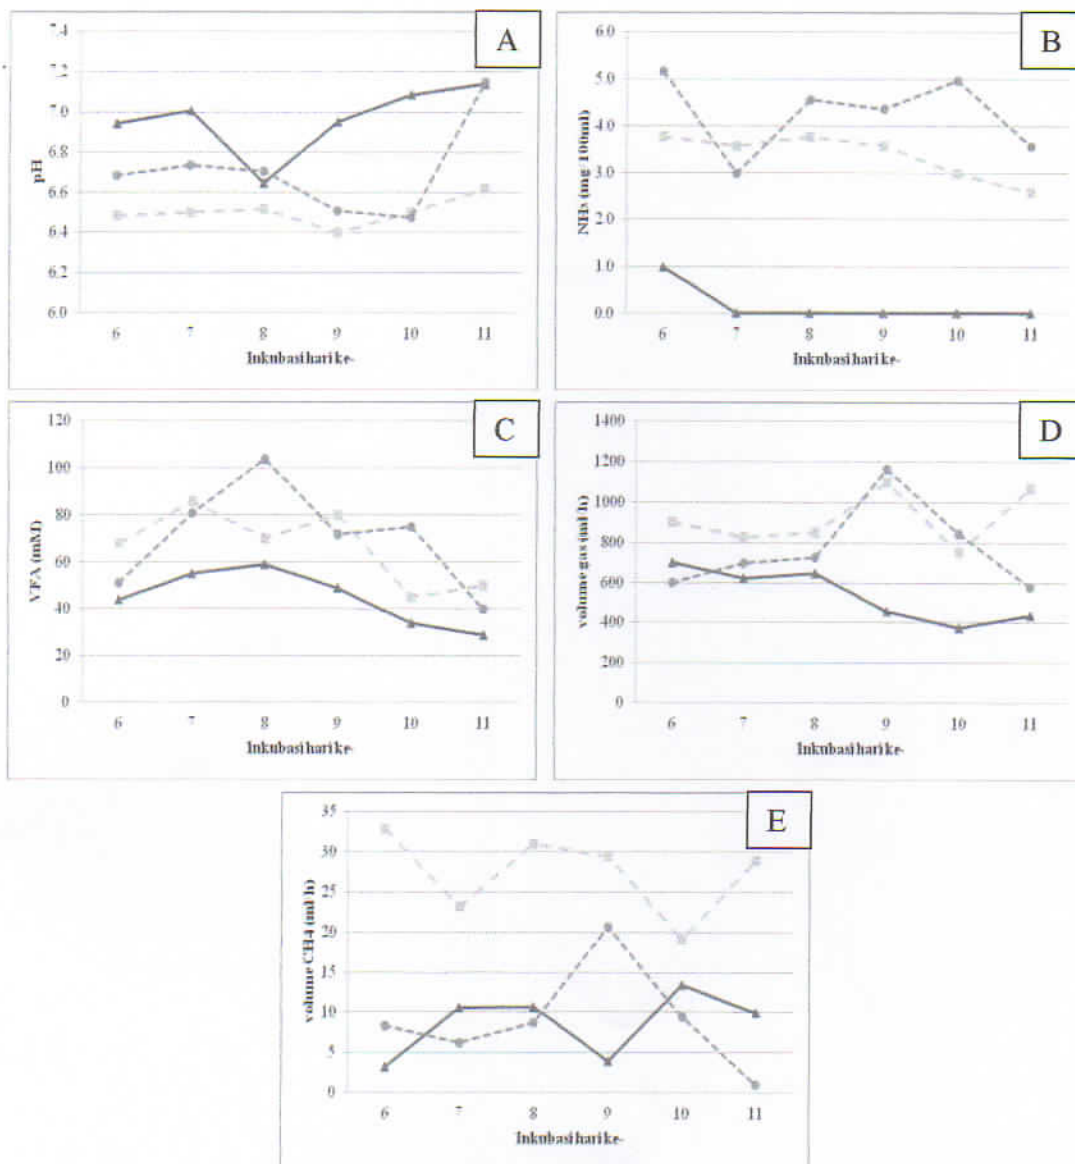 A
7.4
7.2
7.0
6.8
6.6
6.4
6.2
6.0
pH
6 7 8 9 10 11
Inkubasi hari ke-
B
6.0
5.0
4.0
3.0
2.0
1.0
0.0
NH₃ (mg/100ml)
6 7 8 9 10 11
Inkubasi hari ke-
C
120
100
80
60
40
20
0
VFA (mM)
6 7 8 9 10 11
Inkubasi hari ke-
D
1400
1200
1000
800
600
400
200
0
volume gas (ml/h)
6 7 8 9 10 11
Inkubasi hari ke-
E
35
30
25
20
15
10
5
0
volume CH4 (ml/h)
6 7 8 9 10 11
Inkubasi hari ke-